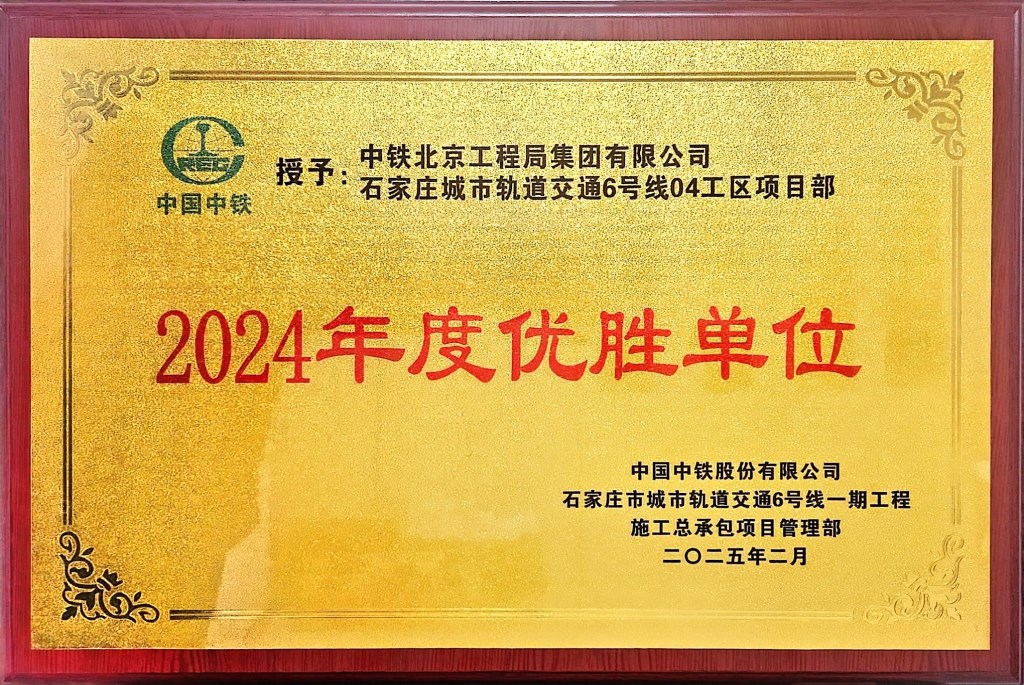 CREC
中国中铁
授予：
中铁北京工程局集团有限公司
石家庄城市轨道交通6号线04工区项目部
2024年度优胜单位
中国中铁股份有限公司
石家庄市城市轨道交通6号线一期工程
施工总承包项目管理部
二〇二五年二月